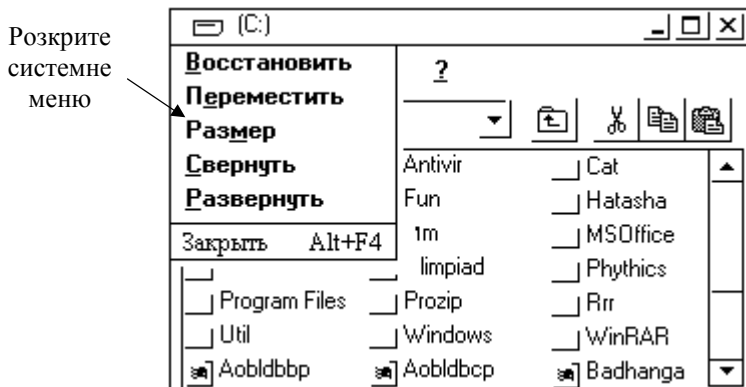 Розкрите
системне
меню
(C:)
Восстановить
Переместить
Размер
Свернуть
Развернуть
Закрыть Alt+F4
?
Antivir Cat
Fun Hatasha
MSOffice
limpiad Phythics
Program Files Prozip Rrr
Util Windows WinRAR
Aobldbbp Aobldbcp Badhanga